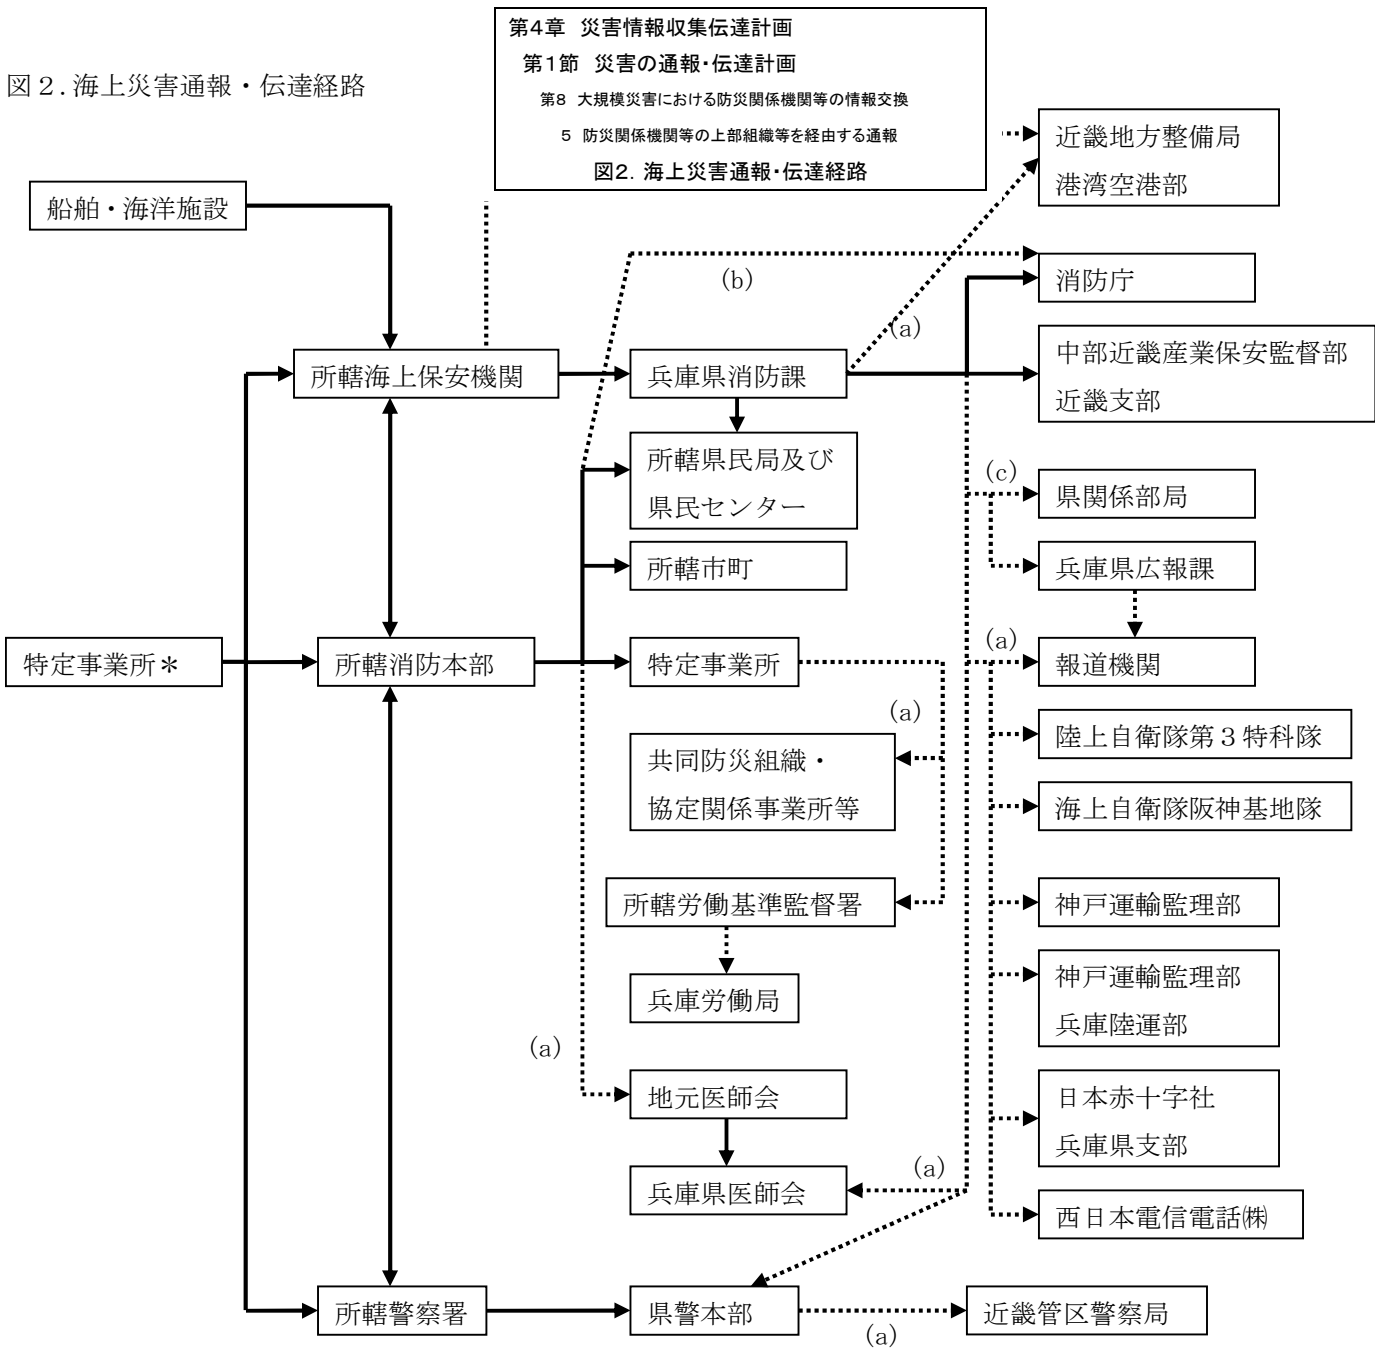 第4章 災害情報収集伝達計画
第1節 災害の通報・伝達計画
第8 大規模災害における防災関係機関等の情報交換
5 防災関係機関等の上部組織等を経由する通報
図2. 海上災害通報・伝達経路
図２.海上災害通報・伝達経路
近畿地方整備局
港湾空港部
船舶・海洋施設
(b)
消防庁
(a)
中部近畿産業保安監督部
近畿支部
所轄海上保安機関
兵庫県消防課
所轄県民局及び
県民センター
(c)
県関係部局
所轄市町
兵庫県広報課
特定事業所＊
所轄消防本部
特定事業所
(a)
報道機関
(a)
陸上自衛隊第３特科隊
共同防災組織・
協定関係事業所等
海上自衛隊阪神基地隊
所轄労働基準監督署
神戸運輸監理部
兵庫労働局
神戸運輸監理部
兵庫陸運部
(a)
地元医師会
日本赤十字社
兵庫県支部
兵庫県医師会
(a)
西日本電信電話㈱
所轄警察署
県警本部
(a)
近畿管区警察局